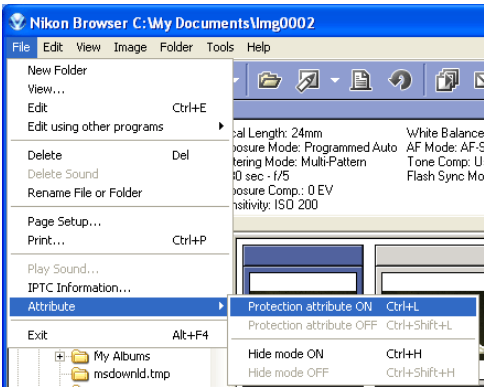 Nikon Browser C:\My Documents\Img0002
File Edit View Image Folder Tools Help
New Folder
View...
Edit Ctrl+E
Edit using other programs
Delete Del
Delete Sound
Rename File or Folder
Page Setup...
Print... Ctrl+P
Play Sound...
IPTC Information...
Attribute
Exit Alt+F4
Protection attribute ON Ctrl+L
Protection attribute OFF Ctrl+Shift+L
Hide mode ON Ctrl+H
Hide mode OFF Ctrl+Shift+H
cal Length: 24mm White Balance
posure Mode: Programmed Auto AF Mode: AF-S
tering Mode: Multi-Pattern Tone Comp: U
0 sec - f/5 Flash Sync Mo
posure Comp.: 0 EV
nsitivity: ISO 200
My Albums
msdownld.tmp